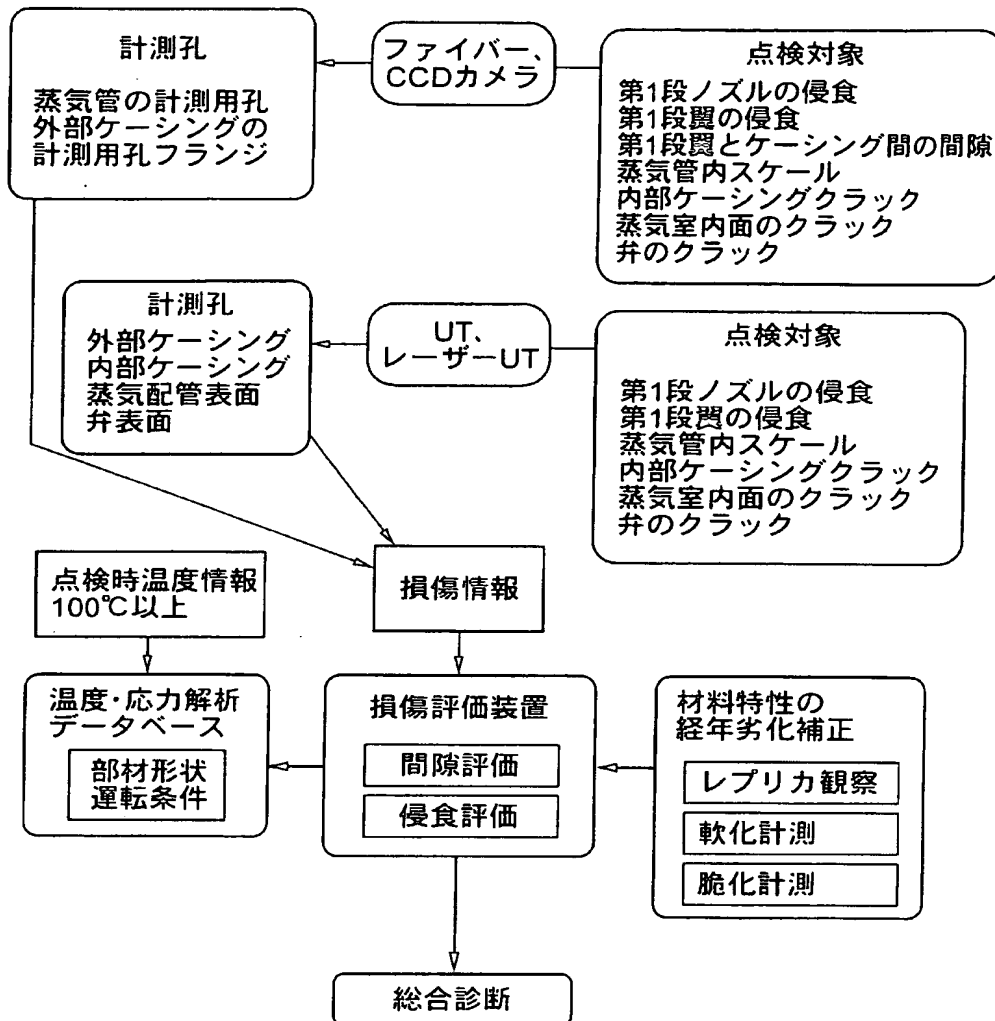 計測孔
蒸気管の計測用孔
外部ケーシングの
計測用孔フランジ
ファイバー、
CCDカメラ
点検対象
第1段ノズルの侵食
第1段翼の侵食
第1段翼とケーシング間の間隙
蒸気管内スケール
内部ケーシングクラック
蒸気室内面のクラック
弁のクラック
計測孔
外部ケーシング
内部ケーシング
蒸気配管表面
弁表面
UT、
レーザーUT
点検対象
第1段ノズルの侵食
第1段翼の侵食
蒸気管内スケール
内部ケーシングクラック
蒸気室内面のクラック
弁のクラック
点検時温度情報
100℃以上
損傷情報
温度・応力解析
データベース
部材形状
運転条件
損傷評価装置
間隙評価
侵食評価
材料特性の
経年劣化補正
レプリカ観察
軟化計測
脆化計測
総合診断